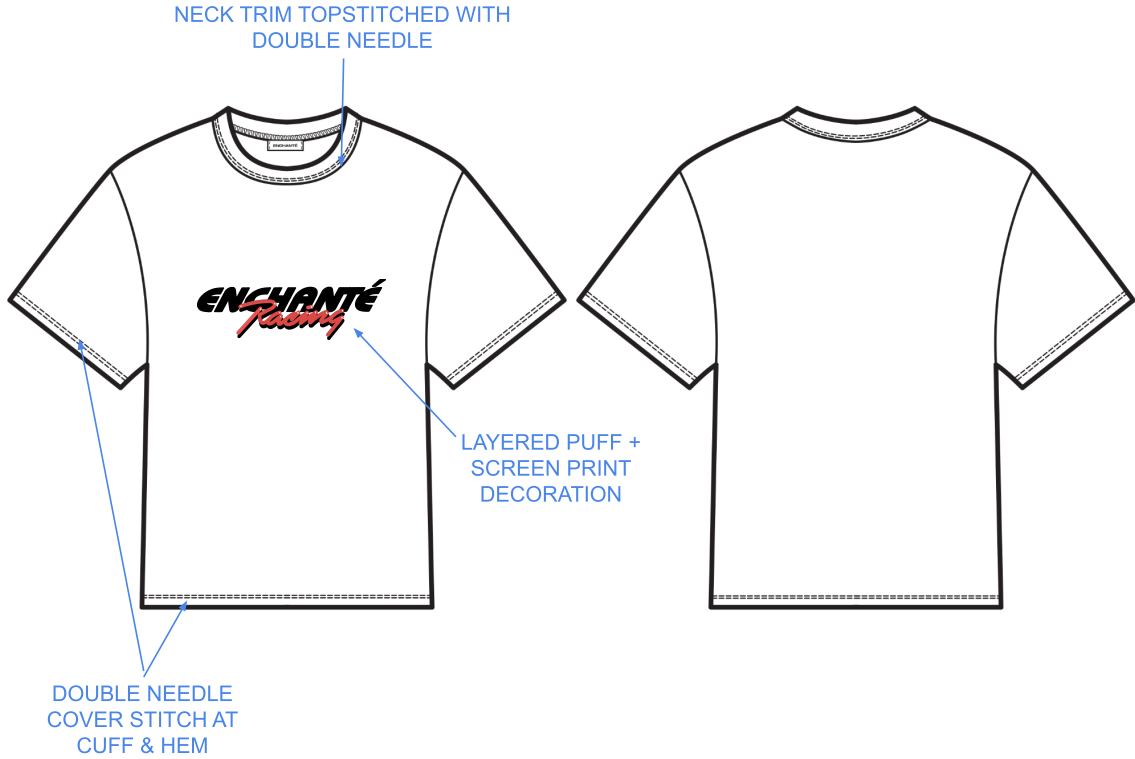 NECK TRIM TOPSTITCHED WITH
DOUBLE NEEDLE
ENCHANTÉ
ENCHANTÉ
Racing
LAYERED PUFF +
SCREEN PRINT
DECORATION
DOUBLE NEEDLE
COVER STITCH AT
CUFF & HEM